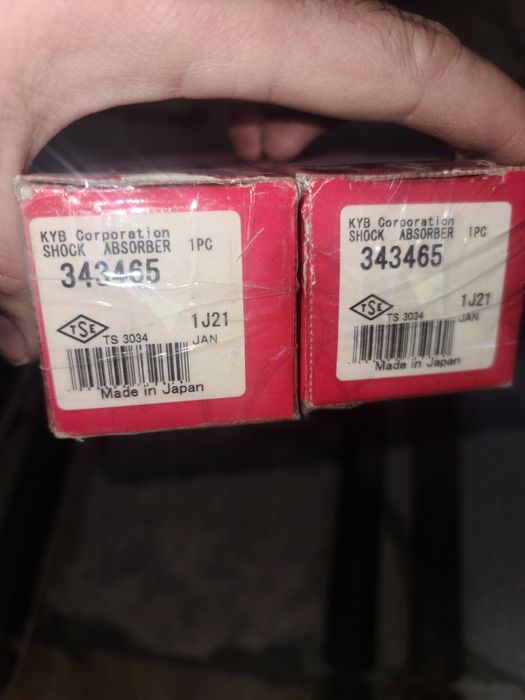 KYB Corporation
SHOCK ABSORBER 1PC
343465
TSE
1J21
TS 3034
JAN
Made in Japan
KYB Corporation
SHOCK ABSORBER 1PC
343465
TSE
1J21
TS 3034
JAN
Made in Japan